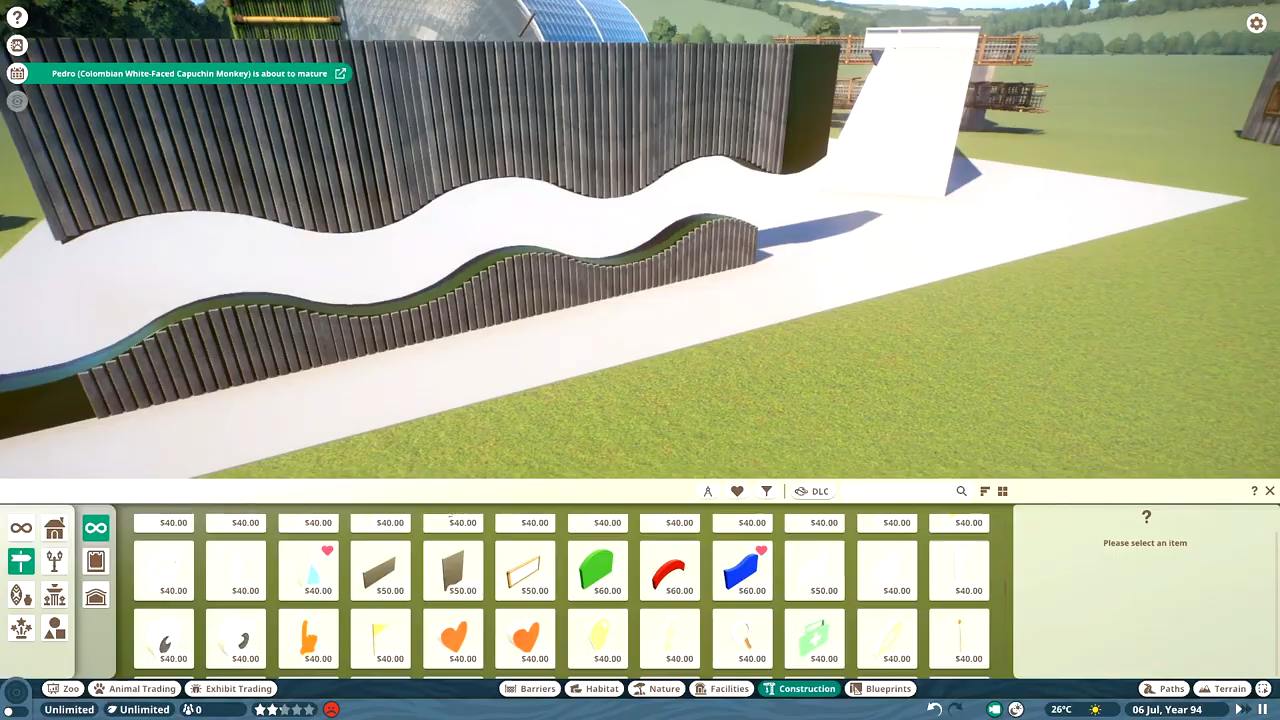 ?
Pedro (Colombian White-Faced Capuchin Monkey) is about to mature
DLC
? ×
$40.00 $40.00 $40.00 $40.00 $40.00 $40.00 $40.00 $40.00 $40.00 $40.00 $40.00 $40.00
?
Please select an item
$40.00 $40.00 $40.00 $50.00 $50.00 $50.00 $60.00 $60.00 $60.00 $50.00 $40.00 $40.00
$40.00 $40.00 $40.00 $40.00 $40.00 $40.00 $40.00 $40.00 $40.00 $40.00 $40.00 $40.00
Zoo Animal Trading Exhibit Trading Barriers Habitat Nature Facilities Construction Blueprints Paths Terrain
Unlimited Unlimited 0 26°C 06 Jul, Year 94